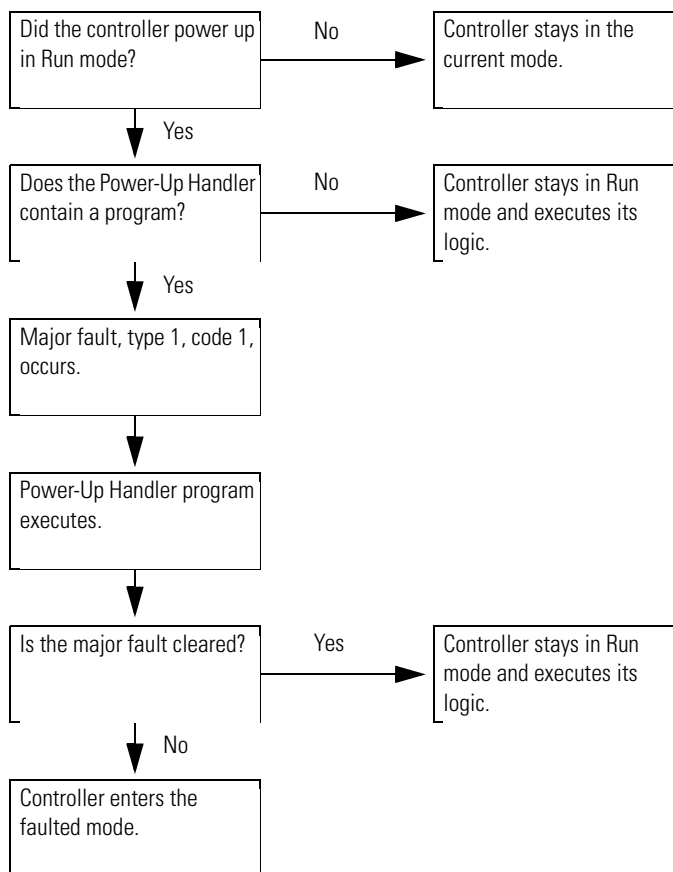 Did the controller power up
in Run mode?
No
Controller stays in the
current mode.
Yes
Does the Power-Up Handler
contain a program?
No
Controller stays in Run
mode and executes its
logic.
Yes
Major fault, type 1, code 1,
occurs.
Power-Up Handler program
executes.
Is the major fault cleared?
Yes
Controller stays in Run
mode and executes its
logic.
No
Controller enters the
faulted mode.